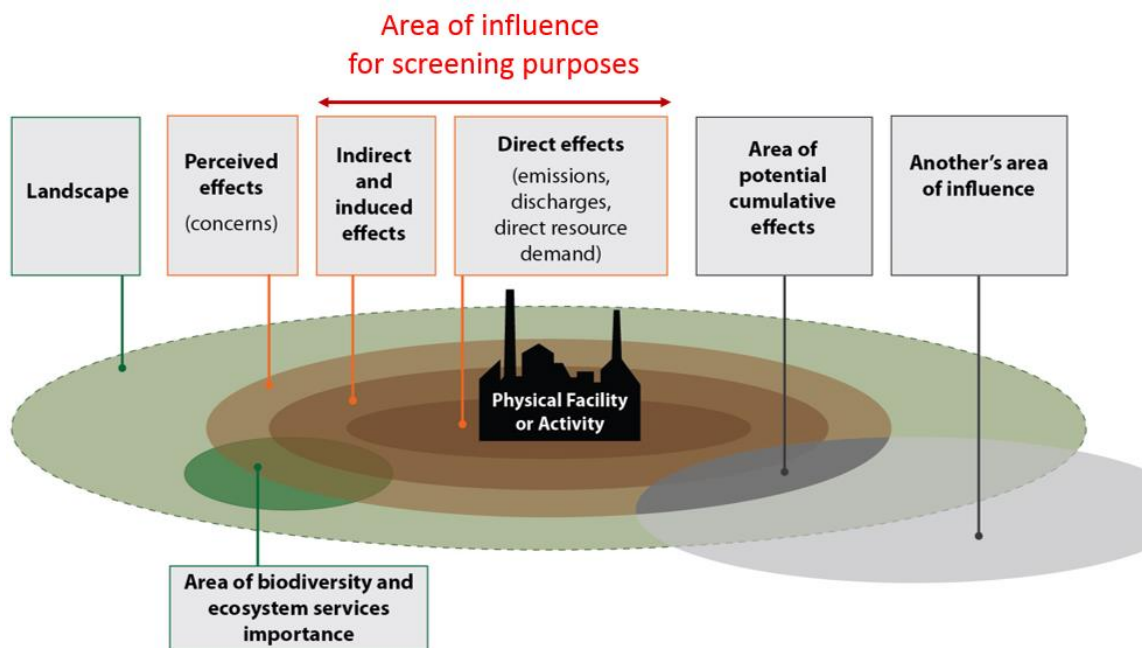 Area of influence
for screening purposes
Landscape
Perceived
effects
(concerns)
Indirect
and
induced
effects
Direct effects
(emissions,
discharges,
direct resource
demand)
Area of
potential
cumulative
effects
Another’s area
of influence
Physical Facility
or Activity
Area of biodiversity and
ecosystem services
importance